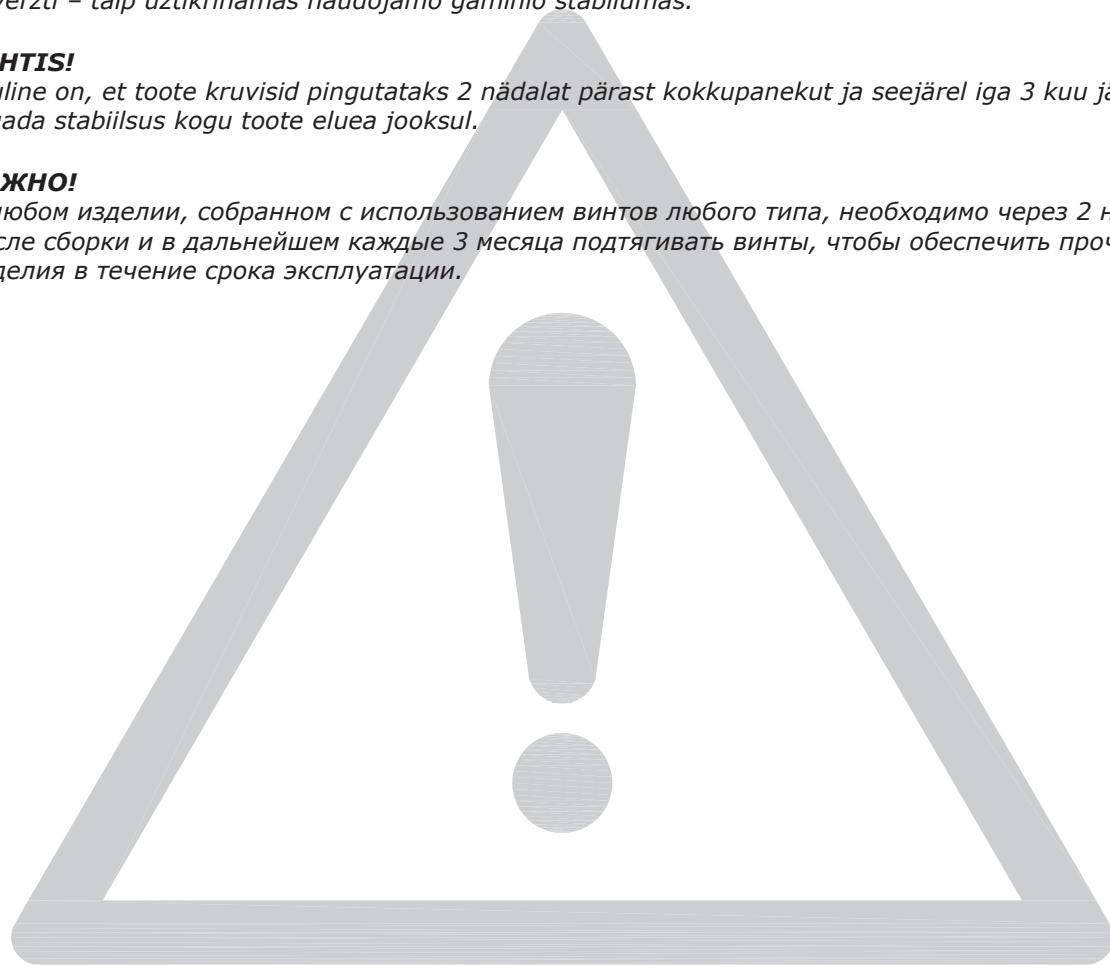 veržti – taip užtikrinamas naudojamo gaminio stabilumas.
HTIS!
line on, et toote kruvisid pingutataks 2 nädalat pärast kokkupanekut ja seejärel iga 3 kuu jä
ada stabiilsus kogu toote eluea jooksul.
ЖНО!
любом изделии, собранном с использованием винтов любого типа, необходимо через 2 н
сле сборки и в дальнейшем каждые 3 месяца подтягивать винты, чтобы обеспечить проч
делия в течение срока эксплуатации.